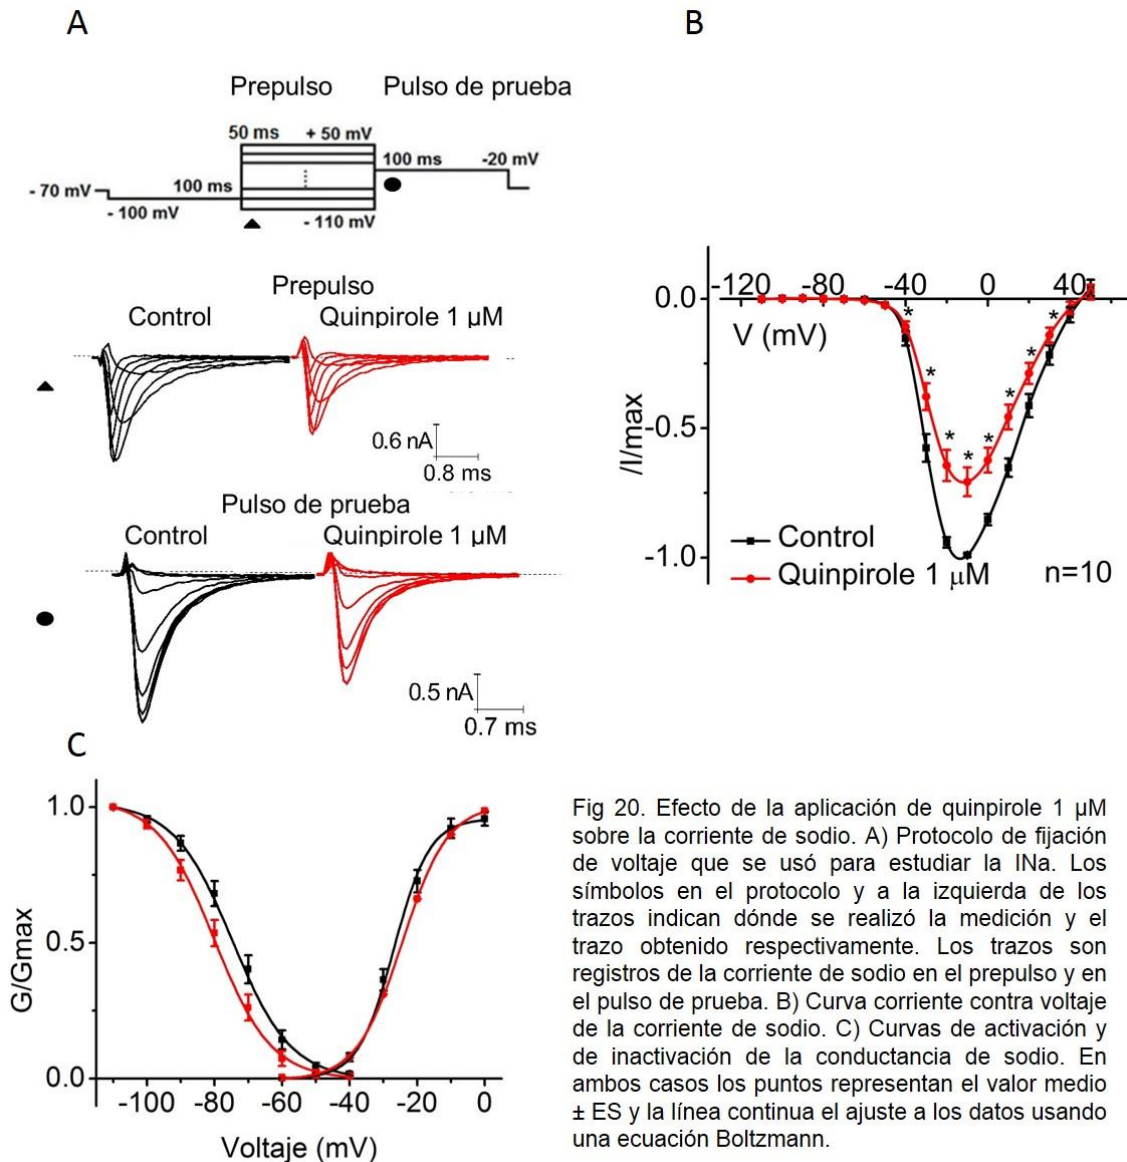 A
Prepulso Pulso de prueba
50 ms + 50 mV
100 ms -20 mV
- 70 mV 100 ms
- 100 mV - 110 mV
Prepulso
Control Quinpirole 1 µM
0.6 nA
0.8 ms
Pulso de prueba
Control Quinpirole 1 µM
0.5 nA
0.7 ms
B
-120 -80 -40 0 40
0.0
V (mV)
* *
* *
* * * *
*
-0.5
/I/max
Control
-1.0
Quinpirole 1 µM n=10
C
1.0
0.5
G/Gmax
0.0
-100 -80 -60 -40 -20 0
Voltaje (mV)
Fig 20. Efecto de la aplicación de quinpirole 1 µM
sobre la corriente de sodio. A) Protocolo de fijación
de voltaje que se usó para estudiar la INa. Los
símbolos en el protocolo y a la izquierda de los
trazos indican dónde se realizó la medición y el
trazo obtenido respectivamente. Los trazos son
registros de la corriente de sodio en el prepulso y en
el pulso de prueba. B) Curva corriente contra voltaje
de la corriente de sodio. C) Curvas de activación y
de inactivación de la conductancia de sodio. En
ambos casos los puntos representan el valor medio
± ES y la línea continua el ajuste a los datos usando
una ecuación Boltzmann.